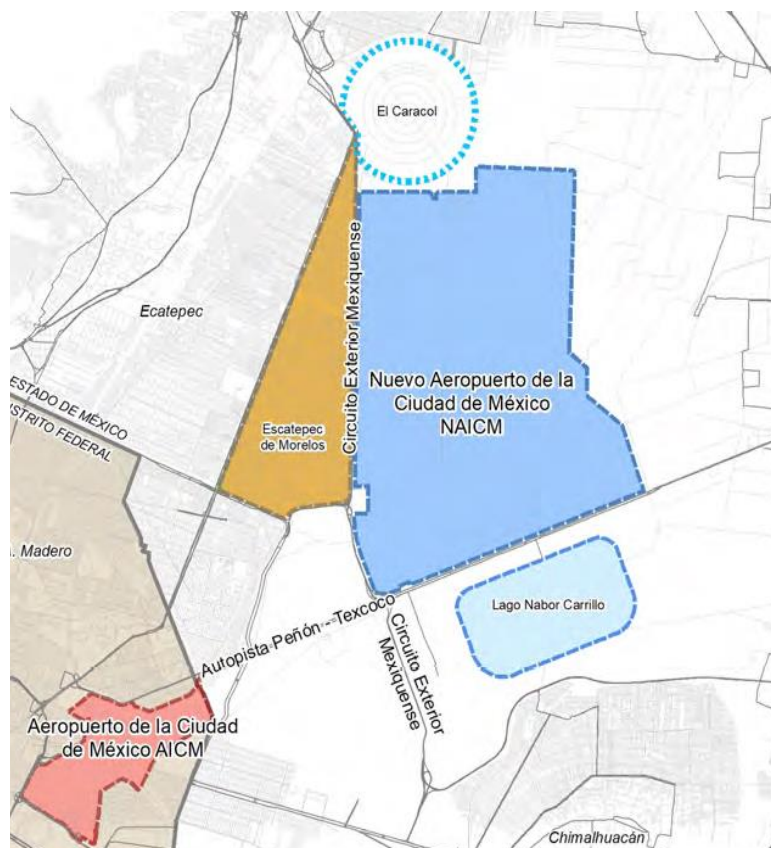 El Caracol
Ecatepec
Circuito Exterior Mexiquense
Nuevo Aeropuerto de la
Ciudad de México
NAICM
ESTADO DE MÉXICO
DISTRITO FEDERAL
Escatepec
de Morelos
. Madero
Lago Nabor Carrillo
Autopista Peñón - Texcoco
Circuito Exterior
Mexiquense
Aeropuerto de la Ciudad
de México AICM
Chimalhuacán